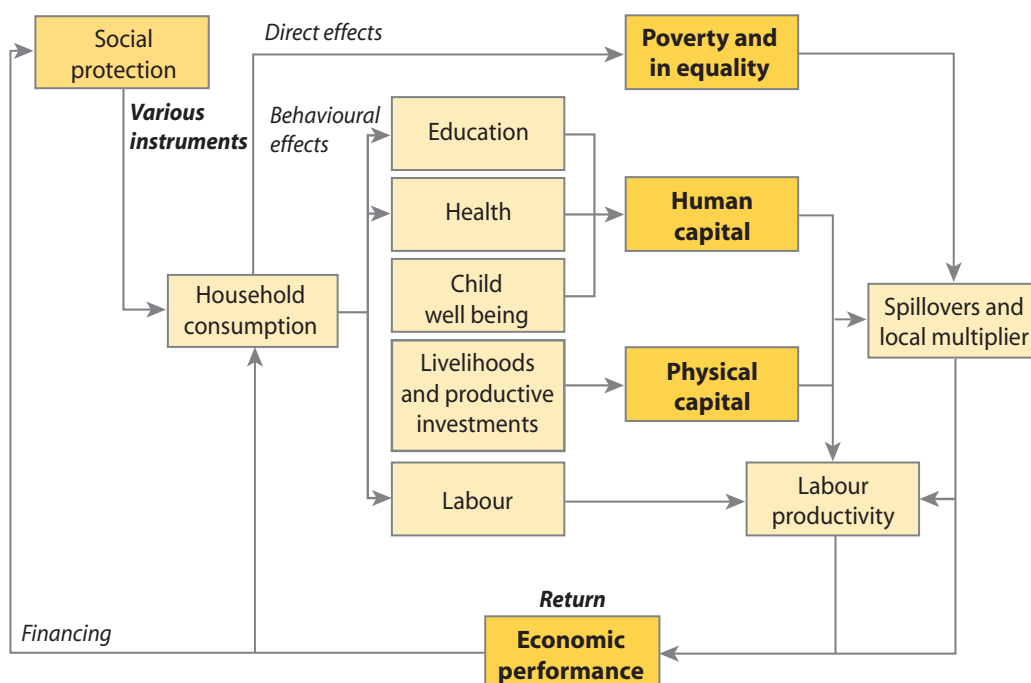 Social
protection
Direct effects
Poverty and
in equality
Various
instruments
Behavioural
effects
Education
Health
Human
capital
Child
well being
Household
consumption
Spillovers and
local multiplier
Livelihoods
and productive
investments
Physical
capital
Labour
Labour
productivity
Return
Financing
Economic
performance